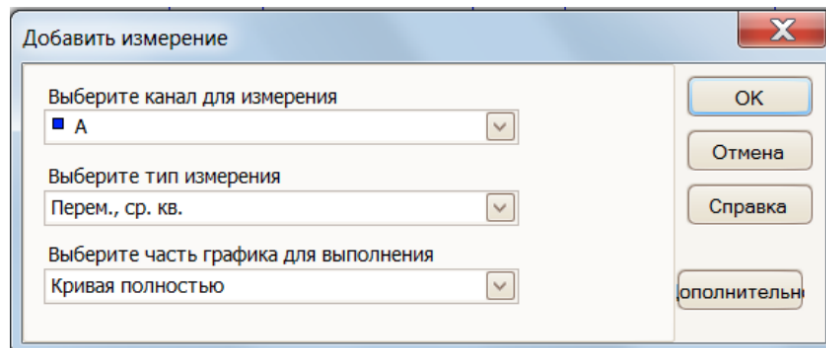 Добавить измерение
Выберите канал для измерения
A
Выберите тип измерения
Перем., ср. кв.
Выберите часть графика для выполнения
Кривая полностью
OK
Отмена
Справка
Дополнительно